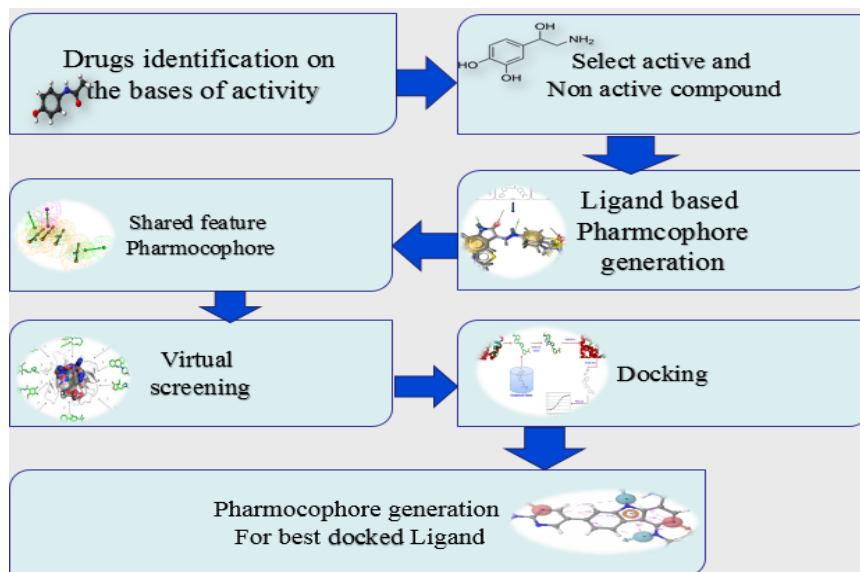 Drugs identification on
the bases of activity
OH
NH₂
HO
OH
Select active and
Non active compound
Ligand based
Pharmcophore
generation
Shared feature
Pharmocophore
Virtual
screening
Docking
Pharmocophore generation
For best docked Ligand